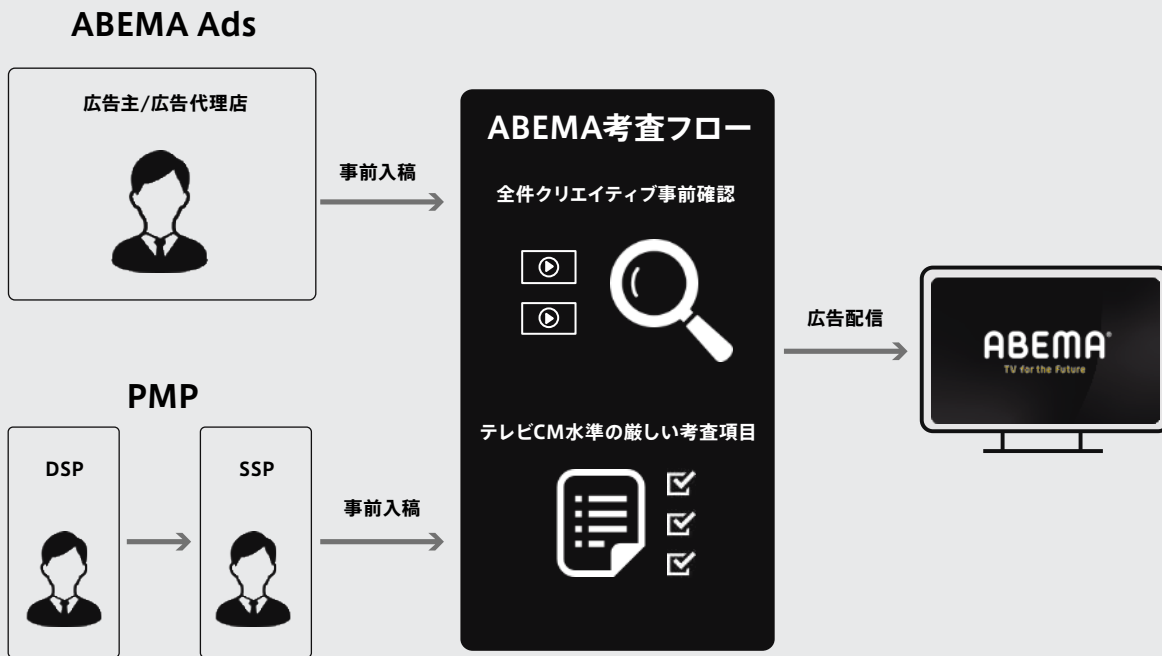 ABEMA Ads
広告主/広告代理店
事前入稿
PMP
DSP
SSP
事前入稿
ABEMA考査フロー
全件クリエイティブ事前確認
テレビCM水準の厳しい考査項目
広告配信
ABEMA®
TV for the Future